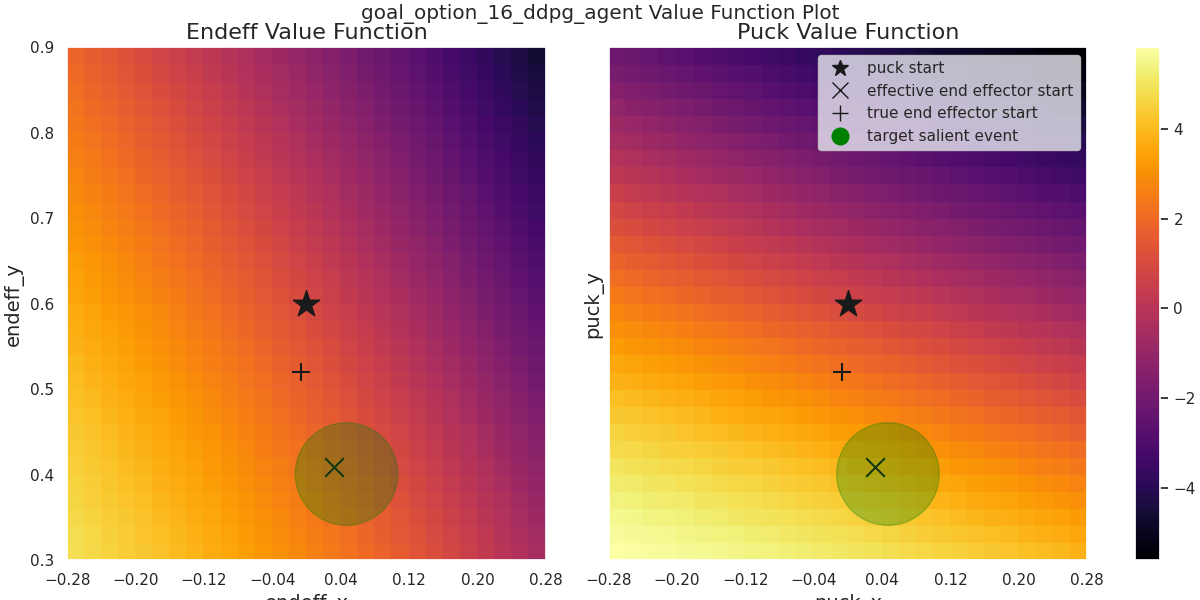 goal_option_16_ddpg_agent Value Function Plot
Endeff Value Function
Puck Value Function
puck start
effective end effector start
true end effector start
target salient event
0.9
0.8
0.7
0.6
0.5
0.4
0.3
endeff_y
−0.28 −0.20 −0.12 −0.04 0.04 0.12 0.20 0.28
endeff_x
puck_y
−0.28 −0.20 −0.12 −0.04 0.04 0.12 0.20 0.28
puck_x
4
2
0
−2
−4